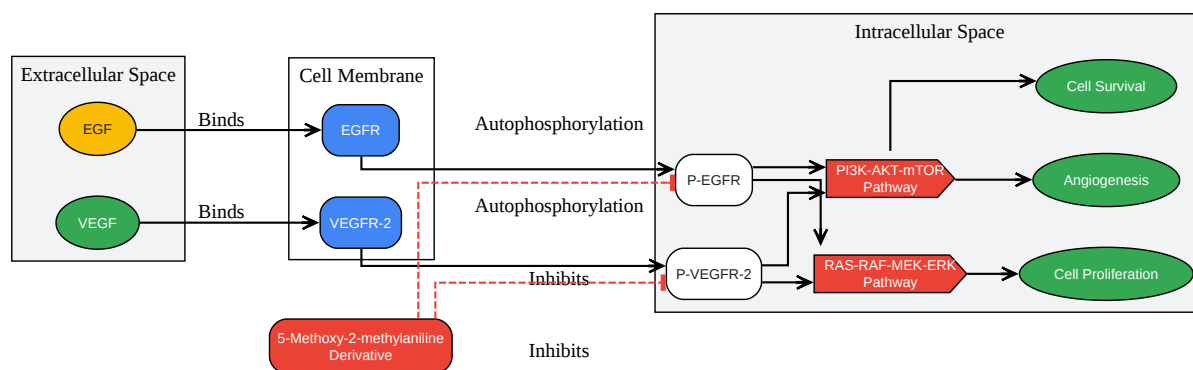 Intracellular Space
Extracellular Space
Cell Membrane
Cell Survival
EGF
Binds
EGFR
Autophosphorylation
P-EGFR
PI3K-AKT-mTOR
Pathway
Angiogenesis
VEGF
Binds
VEGFR-2
Autophosphorylation
P-VEGFR-2
RAS-RAF-MEK-ERK
Pathway
Cell Proliferation
Inhibits
5-Methoxy-2-methylaniline
Derivative
Inhibits